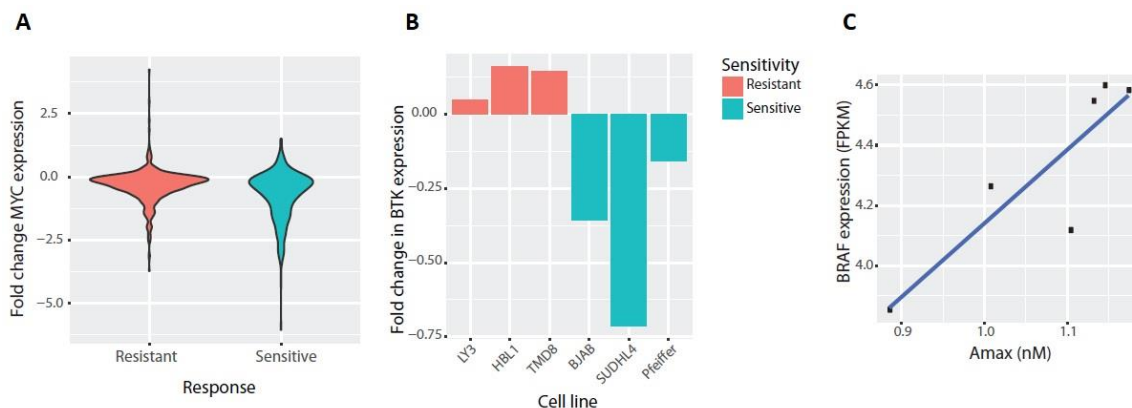 A
Fold change MYC expression
2.5
0.0
−2.5
−5.0
Resistant
Sensitive
Response
B
Fold change in BTK expression
0.00
−0.25
−0.50
−0.75
LY3
HBL1
TMD8
BJAB
SUDHL4
Pfeiffer
Cell line
Sensitivity
Resistant
Sensitive
C
BRAF expression (FPKM)
4.6
4.4
4.2
4.0
0.9
1.0
1.1
Amax (nM)